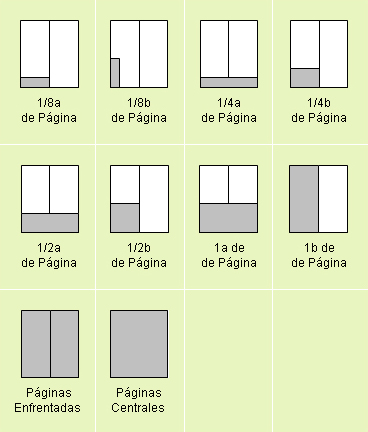 1/8a
de Página
1/8b
de Página
1/4a
de Página
1/4b
de Página
1/2a
de Página
1/2b
de Página
1a de
de Página
1b de
de Página
Páginas
Enfrentadas
Páginas
Centrales